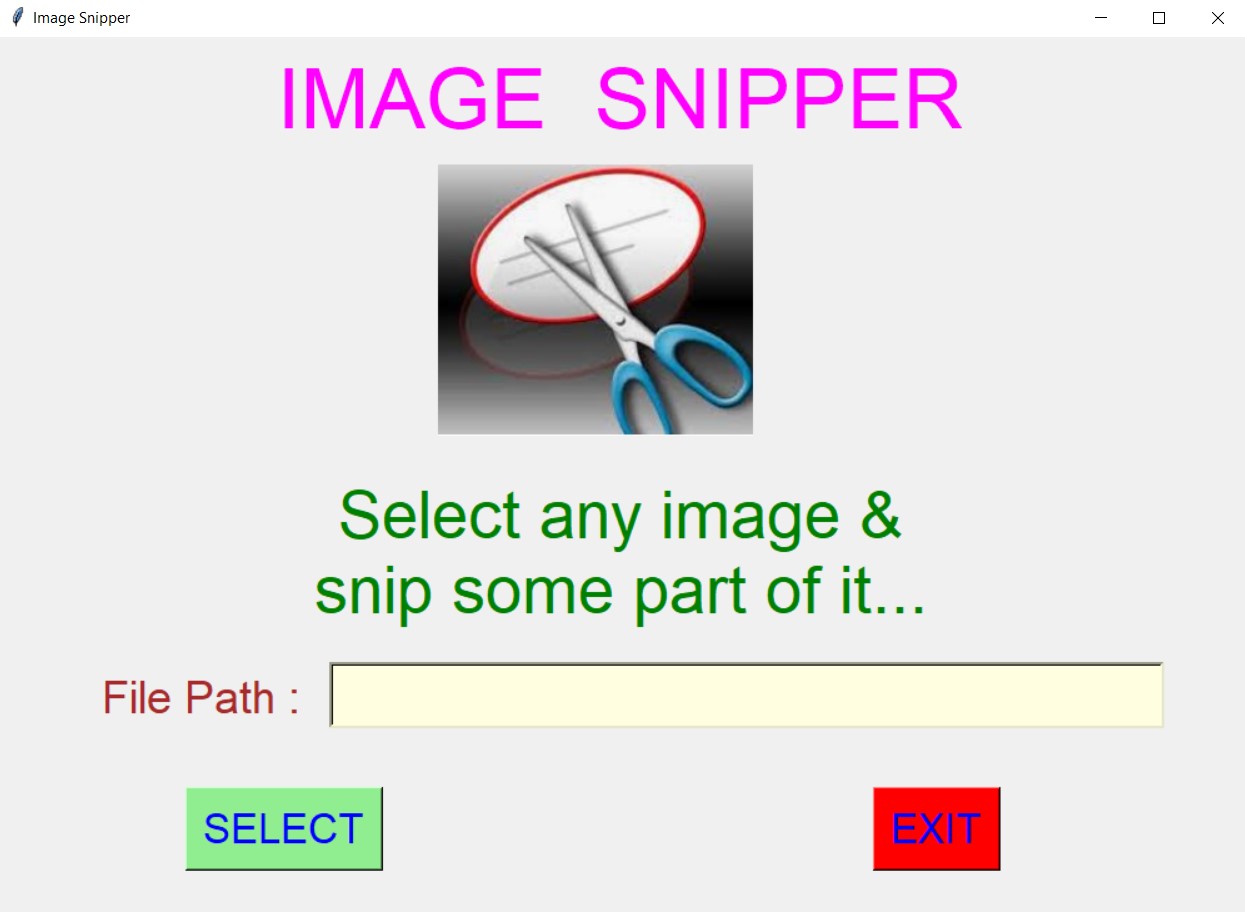 Image Snipper
IMAGE SNIPPER
Select any image &
snip some part of it...
File Path :
SELECT
EXIT